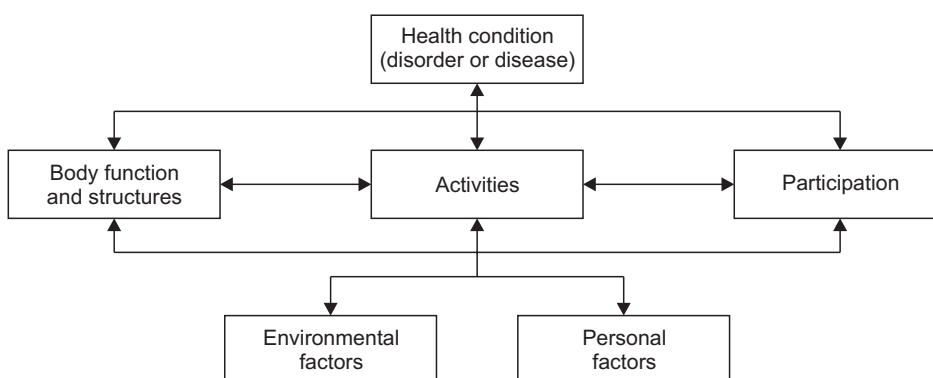 Health condition
(disorder or disease)
Body function
and structures
Activities
Participation
Environmental
factors
Personal
factors